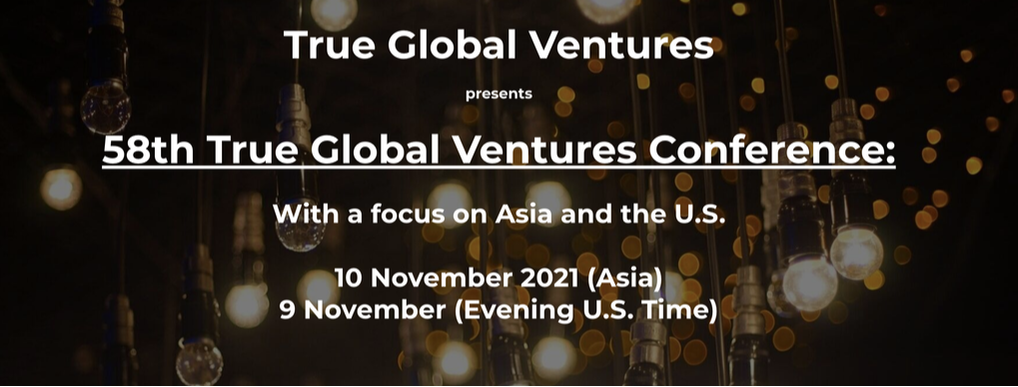 True Global Ventures
presents
58th True Global Ventures Conference:
With a focus on Asia and the U.S.
10 November 2021 (Asia)
9 November (Evening U.S. Time)